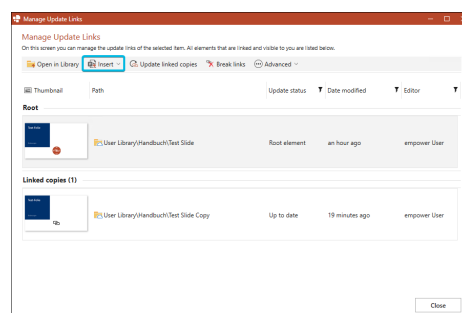 Manage Update Links
Manage Update Links
On this screen you can manage the update links of the selected item. All elements that are linked and visible to you are listed below.
Open in Library Insert Update linked copies Break links Advanced
Thumbnail Path Update status Date modified Editor
Root
User Library\Handbuch\Test Slide Root element an hour ago empower User
Linked copies (1)
User Library\Handbuch\Test Slide Copy Up to date 19 minutes ago empower User
Close